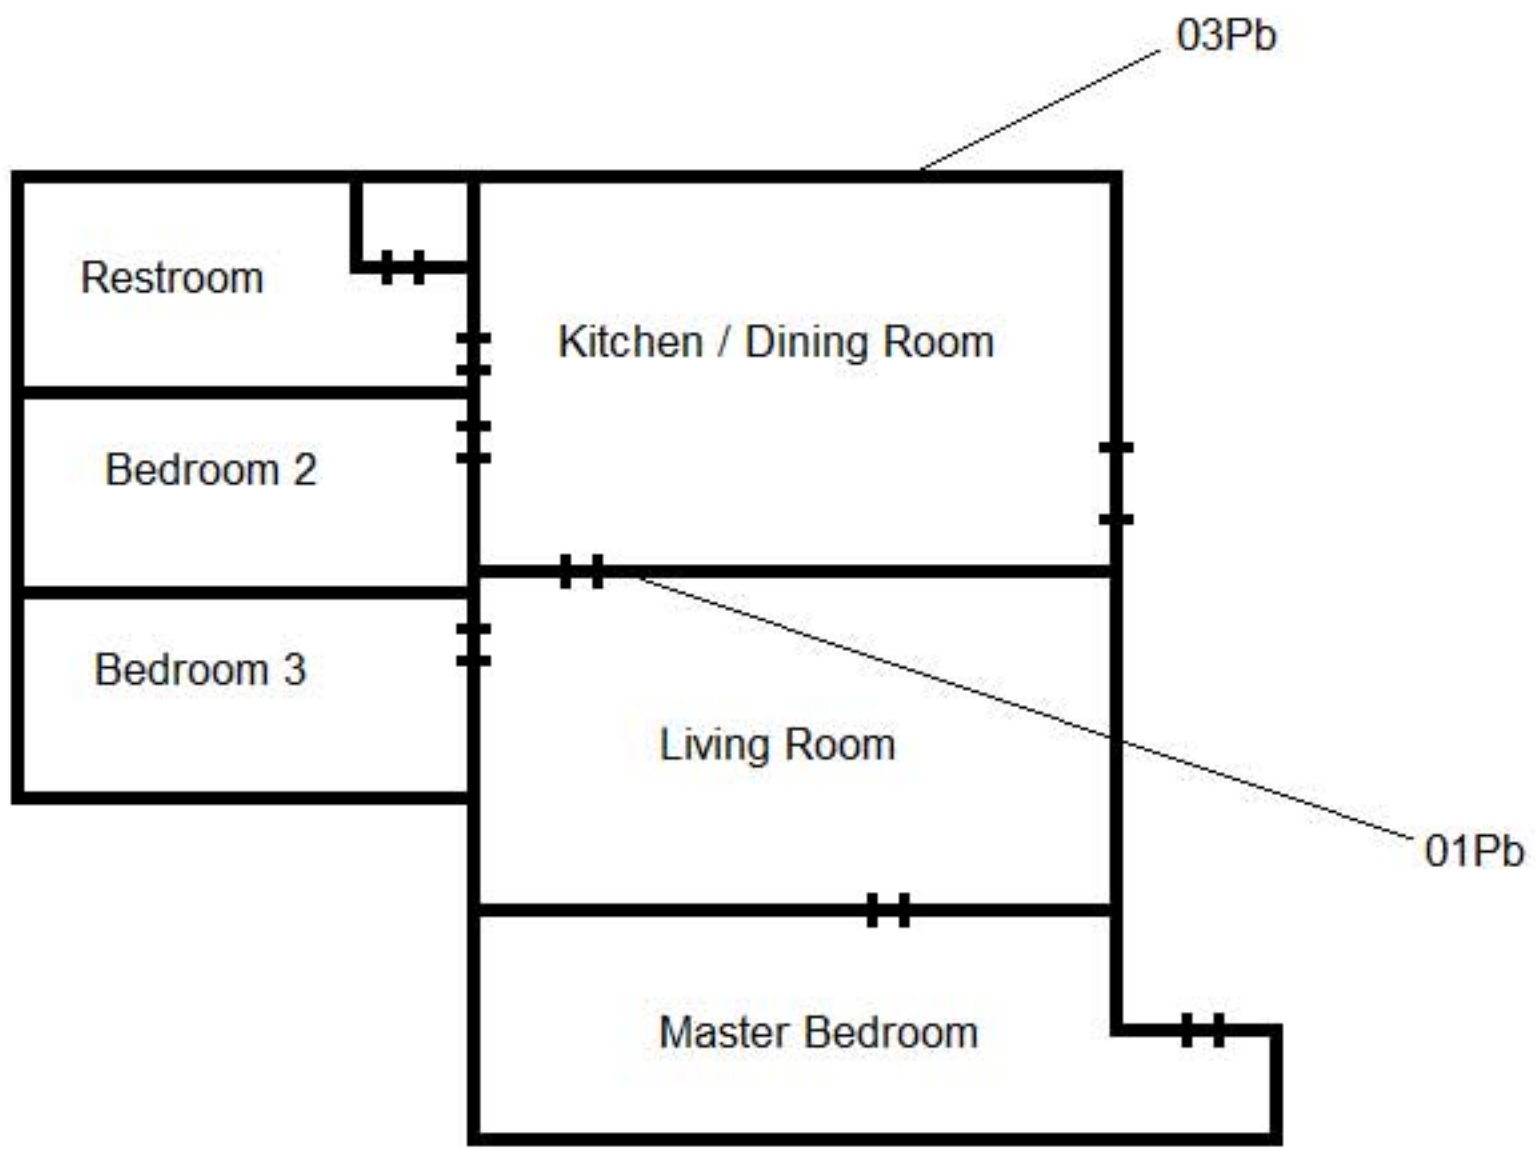 03Pb
Restroom
Kitchen / Dining Room
Bedroom 2
Bedroom 3
Living Room
01Pb
Master Bedroom